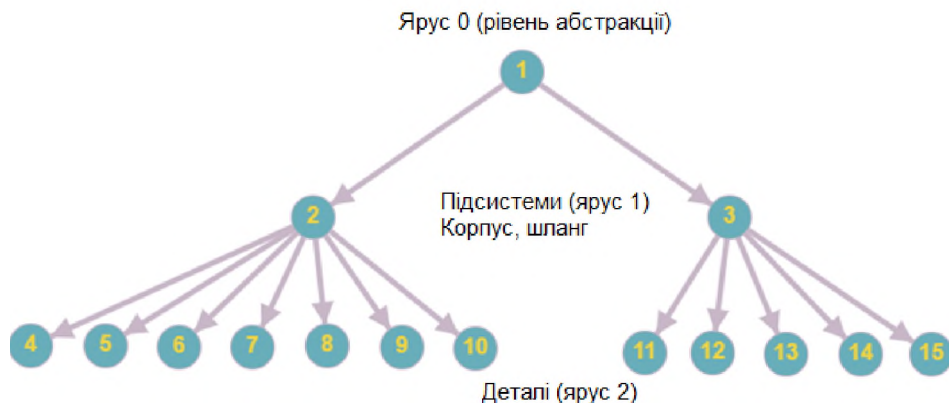 Ярус 0 (рівень абстракції)
1
Підсистеми (ярус 1)
Корпус, шланг
2
3
4 5 6 7 8 9 10 11 12 13 14 15
Деталі (ярус 2)